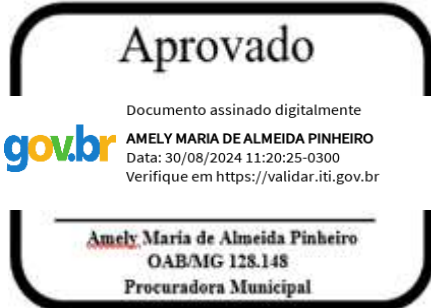 Aprovado
Documento assinado digitalmente
gov.br
AMELY MARIA DE ALMEIDA PINHEIRO
Data: 30/08/2024 11:20:25-0300
Verifique em https://validar.iti.gov.br
Amely Maria de Almeida Pinheiro
OAB/MG 128.148
Procuradora Municipal